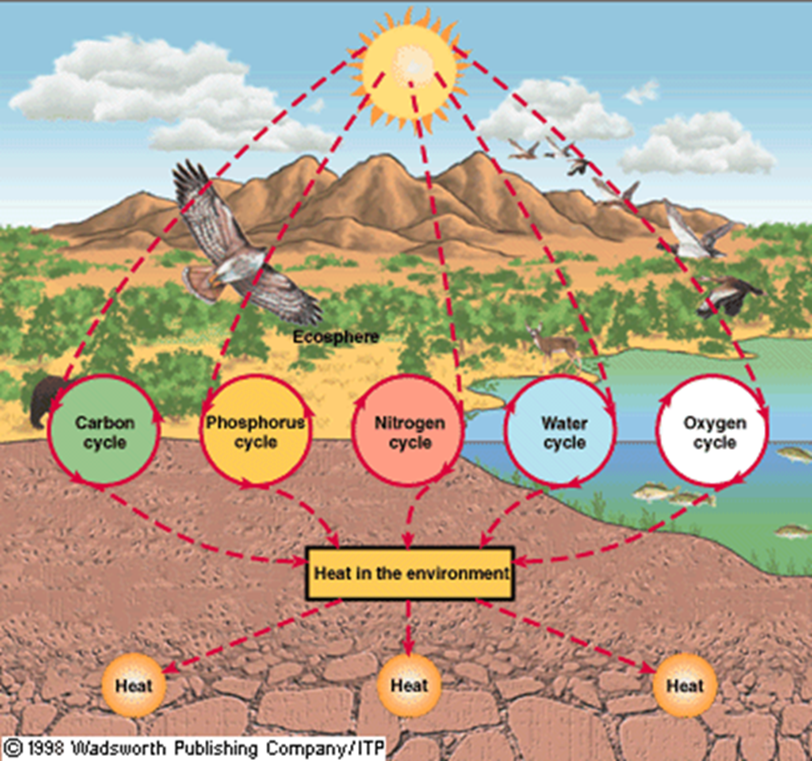 Ecosphere
Carbon
cycle
Phosphorus
cycle
Nitrogen
cycle
Water
cycle
Oxygen
cycle
Heat in the environment
Heat
Heat
Heat
© 1998 Wadsworth Publishing Company/ITP